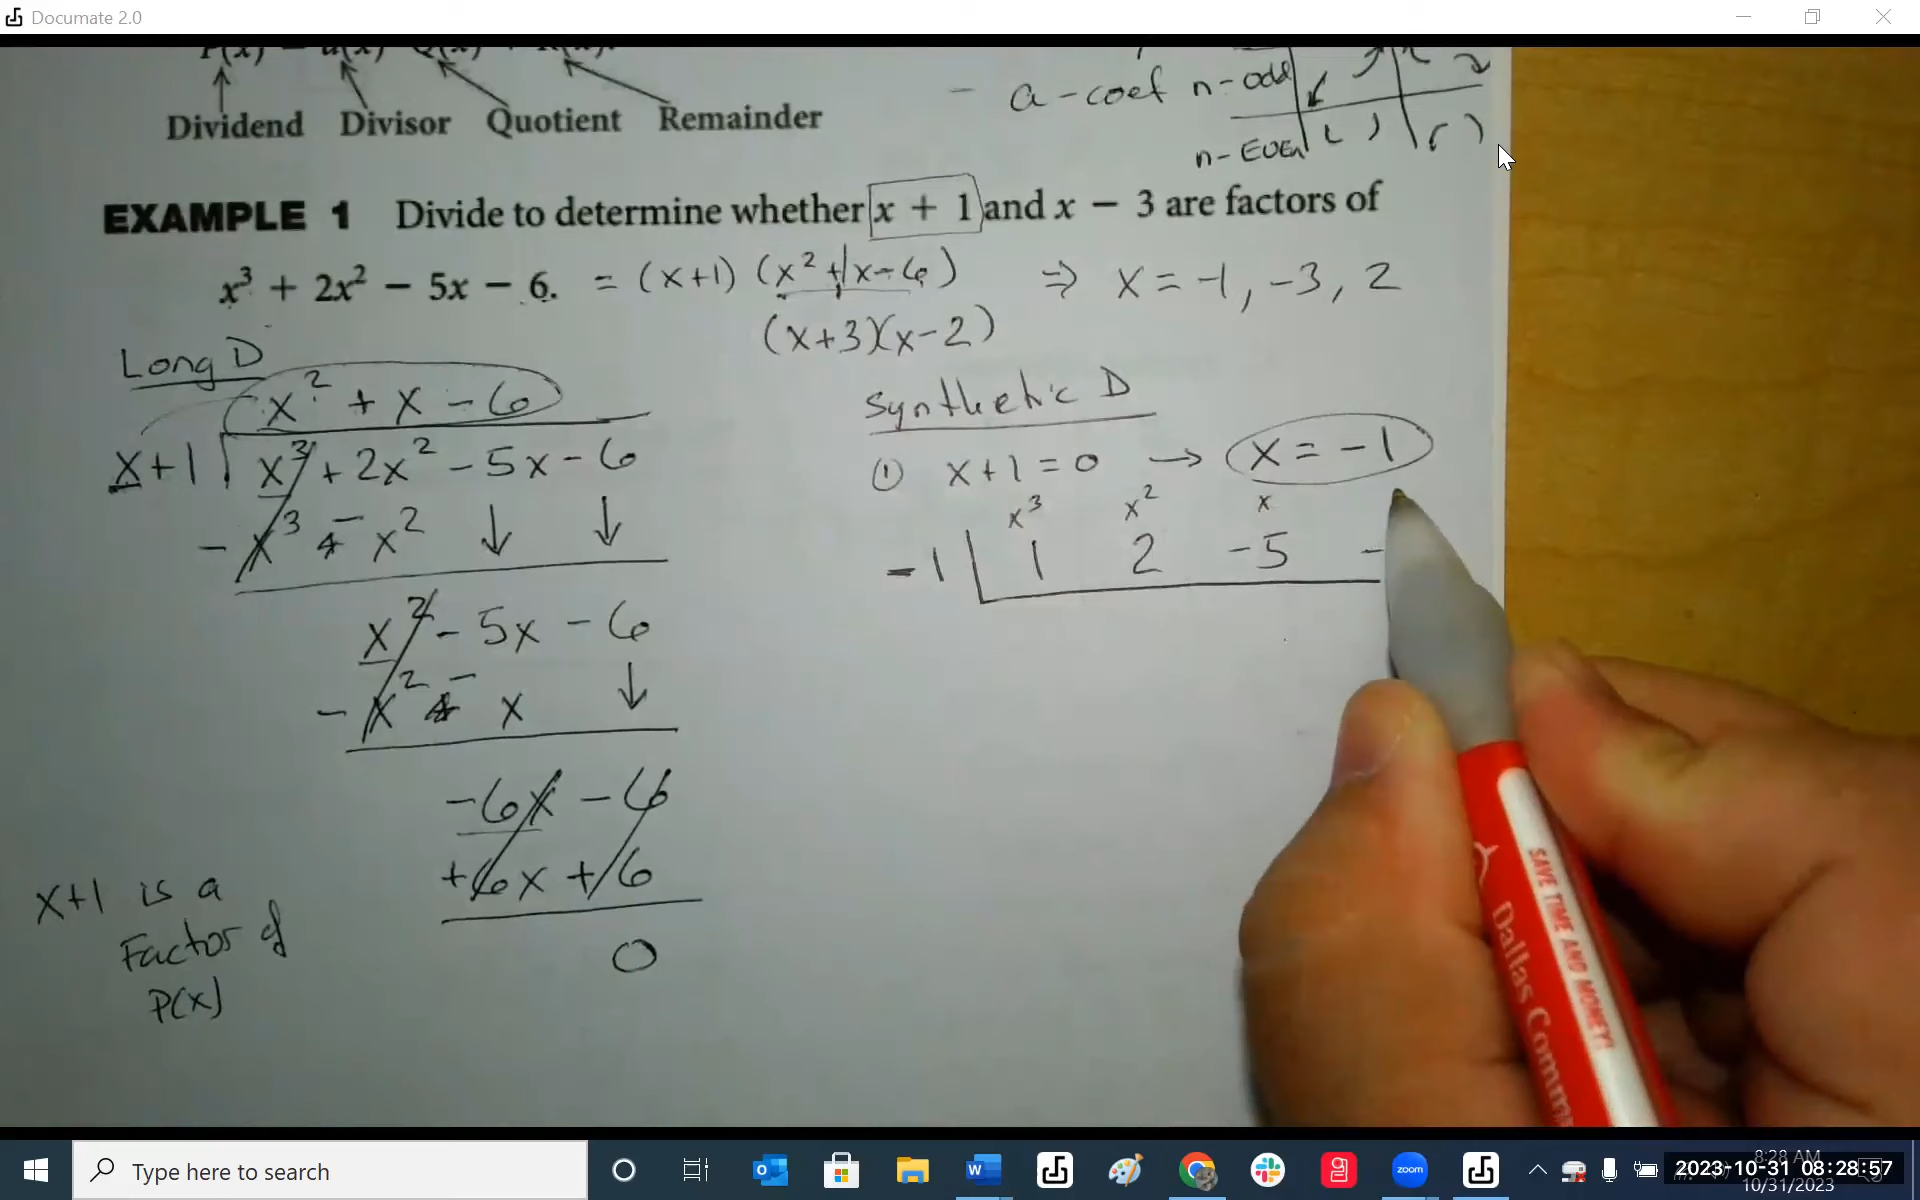 Documate 2.0
Dividend Divisor Quotient Remainder
a-coef n-odd
n-Even
EXAMPLE 1 Divide to determine whether x + 1 and x − 3 are factors of
x³ + 2x² − 5x − 6. = (x+1) (x²+1x-6) ⇒ x = -1, -3, 2
(x+3)(x-2)
Long D
x² + x - 6
x+1 x³ + 2x² - 5x - 6
- x³ + - x² ↓ ↓
x² - 5x - 6
- x² + - x ↓
-6x - 6
+6x + 6
0
x+1 is a
Factor of
P(x)
Synthetic D
① x+1 = 0 → x = -1
x³ x² x
-1 1 2 -5 -
SAVE TIME AND MONEY!
Dallas
Type here to search
8:28 AM
2023-10-31 08:28:57
10/31/2023